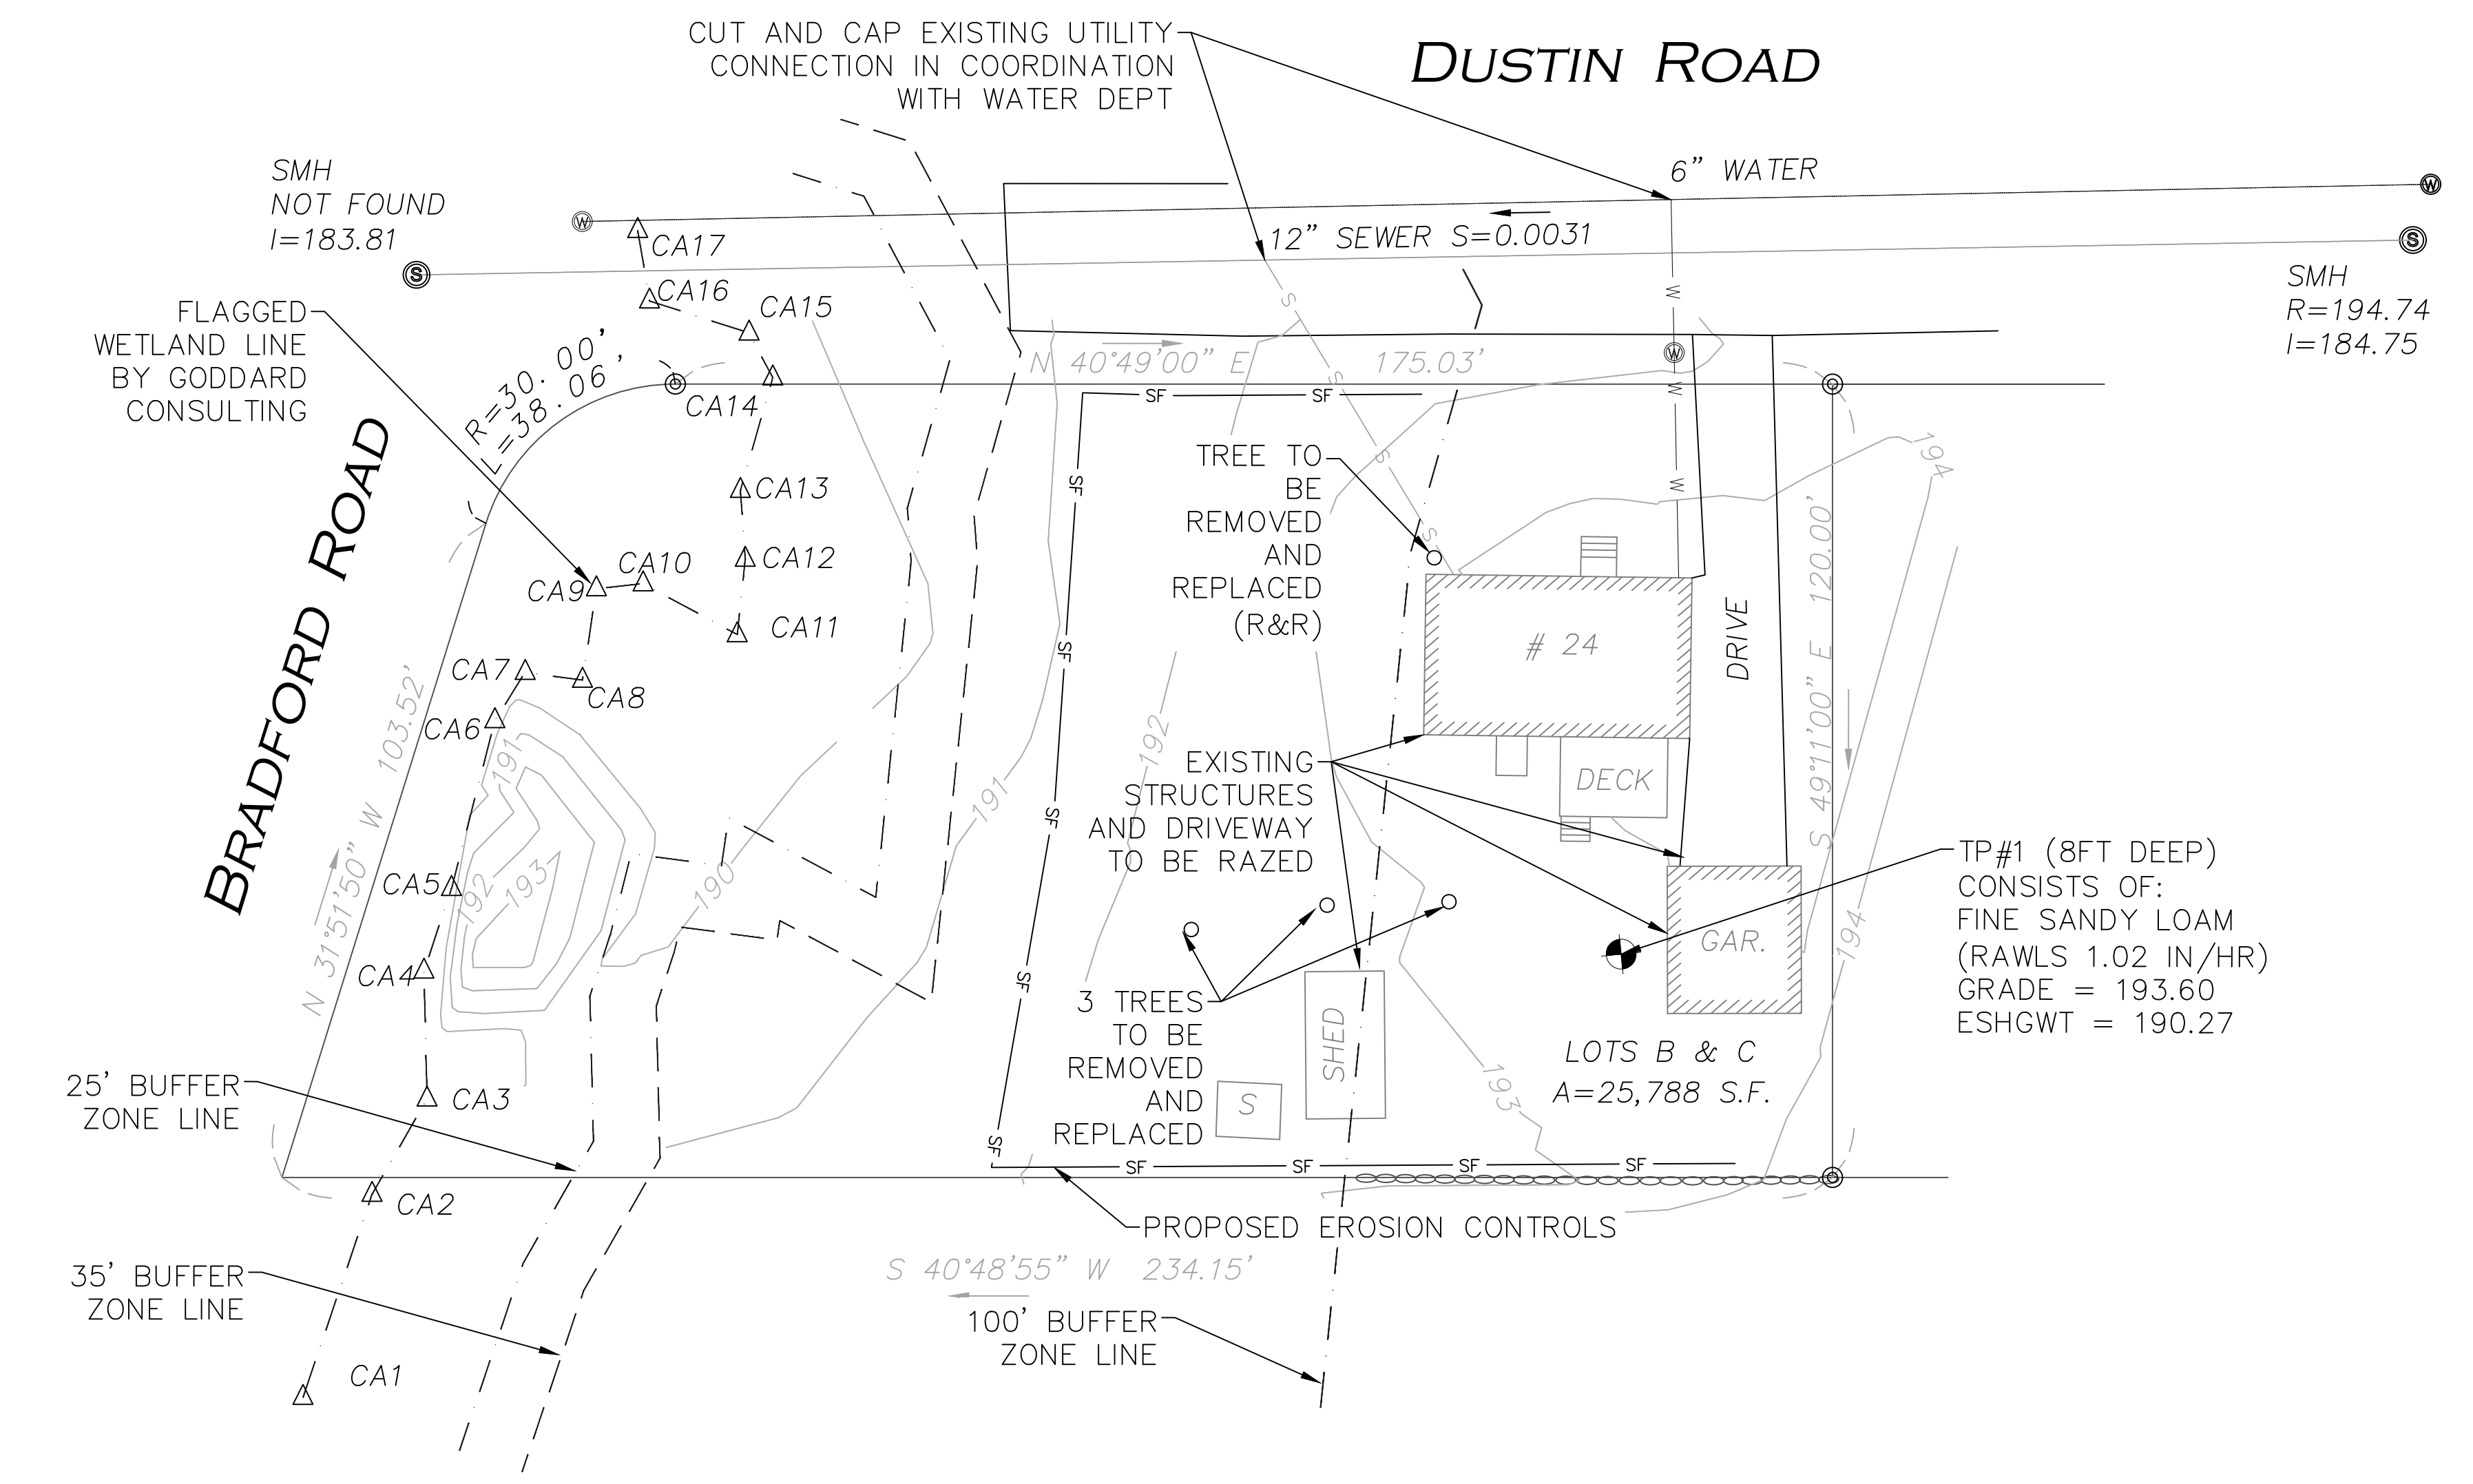 CUT AND CAP EXISTING UTILITY
CONNECTION IN COORDINATION
WITH WATER DEPT
DUSTIN ROAD
6” WATER
W
W
SMH
NOT FOUND
I=183.81
S
S
12” SEWER S=0.0031
SMH
R=194.74
I=184.75
CA17
CA16
CA15
CA14
FLAGGED
WETLAND LINE
BY GODDARD
CONSULTING
R=30.00',
L=38.06',
N 40°49'00” E 175.03'
S
S
S
S
S
W
W
W
W
SF
SF
BRADFORD ROAD
N 31°51'50” W 103.52'
CA13
CA12
CA11
CA10
CA9
CA8
CA7
CA6
CA5
CA4
CA3
CA2
CA1
191
192
193
190
191
192
193
194
194
SF
SF
SF
SF
SF
TREE TO
BE
REMOVED
AND
REPLACED
(R&R)
# 24
DRIVE
S 49°11'00” E 120.00'
DECK
EXISTING
STRUCTURES
AND DRIVEWAY
TO BE RAZED
GAR.
TP#1 (8FT DEEP)
CONSISTS OF:
FINE SANDY LOAM
(RAWLS 1.02 IN/HR)
GRADE = 193.60
ESHGWT = 190.27
3 TREES
TO BE
REMOVED
AND
REPLACED
SHED
S
LOTS B & C
A=25,788 S.F.
25' BUFFER
ZONE LINE
SF
SF
SF
SF
PROPOSED EROSION CONTROLS
S 40°48'55” W 234.15'
35' BUFFER
ZONE LINE
100' BUFFER
ZONE LINE